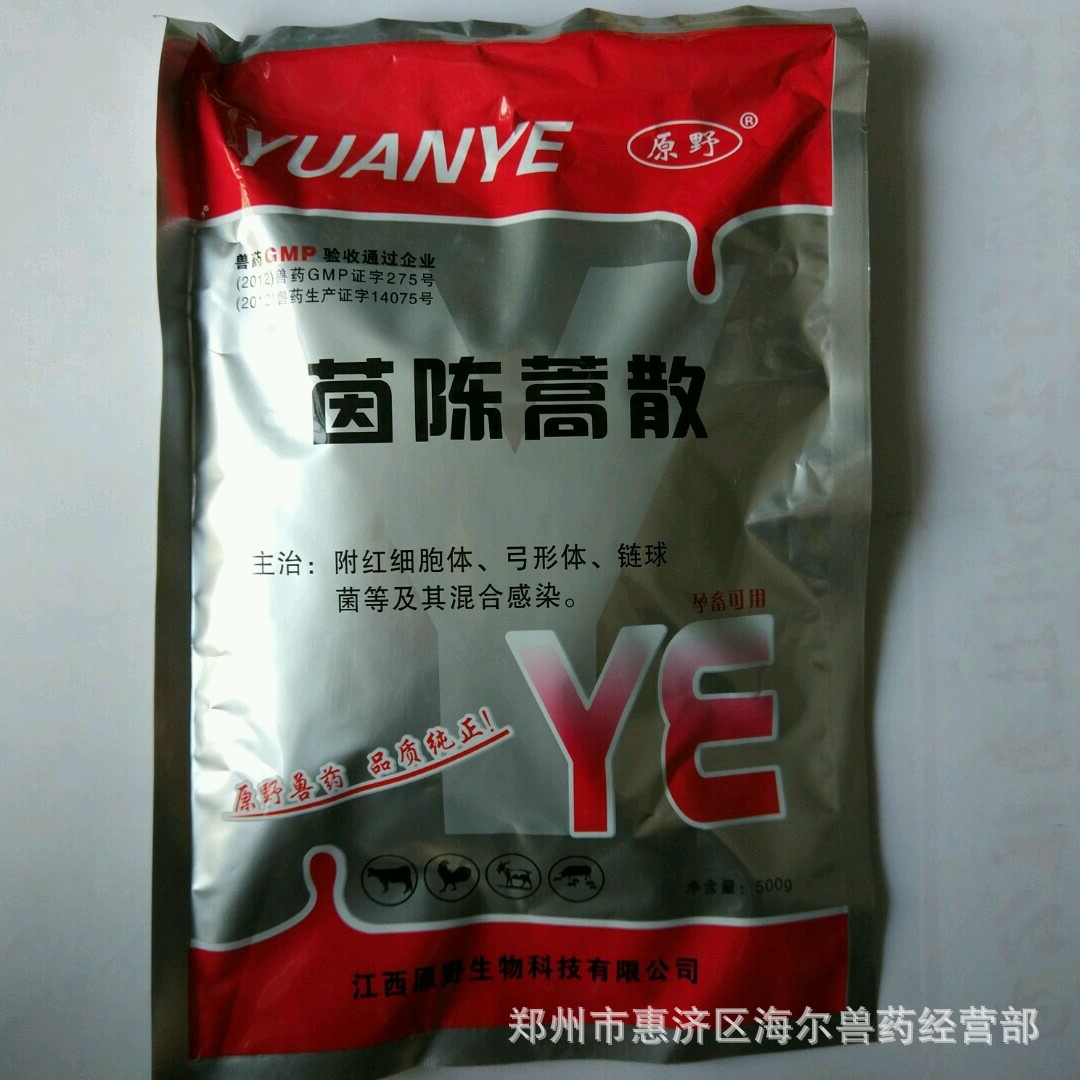 YUANYE
原野®
兽药GMP 验收通过企业
(2012)兽药GMP证字275号
(2012)兽药生产证字14075号
茵陈蒿散
主治：附红细胞体、弓形体、链球
菌等及其混合感染。
孕畜可用
YE
原野兽药 品质纯正!
净含量：500g
江西原野生物科技有限公司
郑州市惠济区海尔兽药经营部